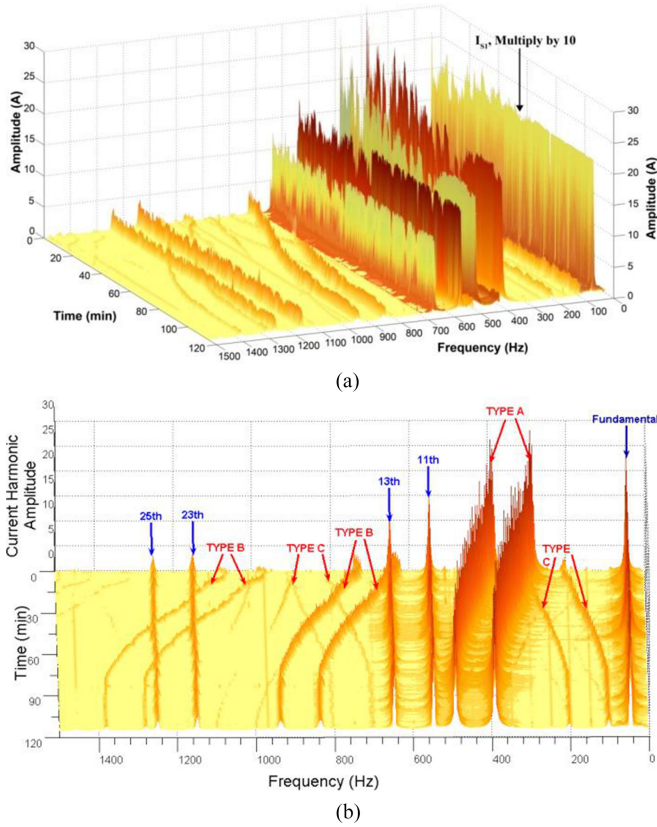 I_S1, Multiply by 10
Amplitude (A)
30
25
20
15
10
5
0
20
40
60
80
100
120
Time (min)
1500
1400
1300
1200
1100
1000
900
800
700
600
500
400
300
200
100
0
Frequency (Hz)
30
25
20
15
10
5
0
Amplitude (A)
(a)
Current Harmonic
Amplitude
30
25
20
15
10
5
0
TYPE A
Fundamental
11th
13th
23th
25th
TYPE B
TYPE C
TYPE B
TYPE
C
Time (min)
0
30
60
90
120
1400
1200
1000
800
600
400
200
0
Frequency (Hz)
(b)